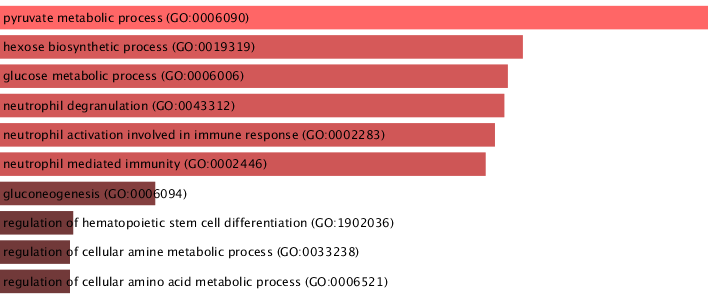 pyruvate metabolic process (GO:0006090)
hexose biosynthetic process (GO:0019319)
glucose metabolic process (GO:0006006)
neutrophil degranulation (GO:0043312)
neutrophil activation involved in immune response (GO:0002283)
neutrophil mediated immunity (GO:0002446)
gluconeogenesis (GO:0006094)
regulation of hematopoietic stem cell differentiation (GO:1902036)
regulation of cellular amine metabolic process (GO:0033238)
regulation of cellular amino acid metabolic process (GO:0006521)